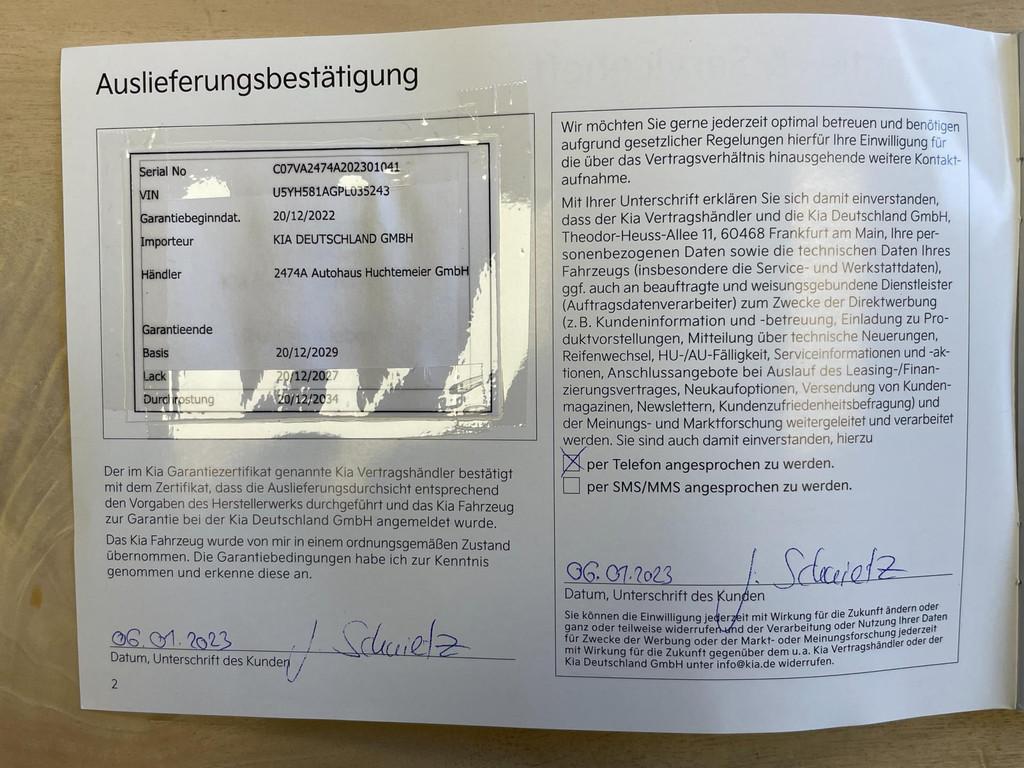 Auslieferungsbestätigung
Serial No C07VA2474A202301041
VIN U5YH581AGPL035243
Garantiebeginndat. 20/12/2022
Importeur KIA DEUTSCHLAND GMBH
Händler 2474A Autohaus Huchtemeier GmbH
Garantieende
Basis 20/12/2029
Lack 20/12/2027
Durchrostung 20/12/2034
Der im Kia Garantiezertifikat genannte Kia Vertragshändler bestätigt
mit dem Zertifikat, dass die Auslieferungsdurchsicht entsprechend
den Vorgaben des Herstellerwerks durchgeführt und das Kia Fahrzeug
zur Garantie bei der Kia Deutschland GmbH angemeldet wurde.
Das Kia Fahrzeug wurde von mir in einem ordnungsgemäßen Zustand
übernommen. Die Garantiebedingungen habe ich zur Kenntnis
genommen und erkenne diese an.
06.01.2023 J. Schwietz
Datum, Unterschrift des Kunden
2
Wir möchten Sie gerne jederzeit optimal betreuen und benötigen
aufgrund gesetzlicher Regelungen hierfür Ihre Einwilligung für
die über das Vertragsverhältnis hinausgehende weitere Kontakt-
aufnahme.
Mit Ihrer Unterschrift erklären Sie sich damit einverstanden,
dass der Kia Vertragshändler und die Kia Deutschland GmbH,
Theodor-Heuss-Allee 11, 60468 Frankfurt am Main, Ihre per-
sonenbezogenen Daten sowie die technischen Daten Ihres
Fahrzeugs (insbesondere die Service- und Werkstattdaten),
ggf. auch an beauftragte und weisungsgebundene Dienstleister
(Auftragsdatenverarbeiter) zum Zwecke der Direktwerbung
(z. B. Kundeninformation und -betreuung, Einladung zu Pro-
duktvorstellungen, Mitteilung über technische Neuerungen,
Reifenwechsel, HU-/AU-Fälligkeit, Serviceinformationen und -ak-
tionen, Anschlussangebote bei Auslauf des Leasing-/Finan-
zierungsvertrages, Neukaufoptionen, Versendung von Kunden-
magazinen, Newslettern, Kundenzufriedenheitsbefragung) und
der Meinungs- und Marktforschung weitergeleitet und verarbeitet
werden. Sie sind auch damit einverstanden, hierzu
per Telefon angesprochen zu werden.
per SMS/MMS angesprochen zu werden.
06.01.2023 J. Schwietz
Datum, Unterschrift des Kunden
Sie können die Einwilligung jederzeit mit Wirkung für die Zukunft ändern oder
ganz oder teilweise widerrufen und der Verarbeitung oder Nutzung Ihrer Daten
für Zwecke der Werbung oder der Markt- oder Meinungsforschung jederzeit
mit Wirkung für die Zukunft gegenüber dem u. a. Kia Vertragshändler oder der
Kia Deutschland GmbH unter info@kia.de widerrufen.